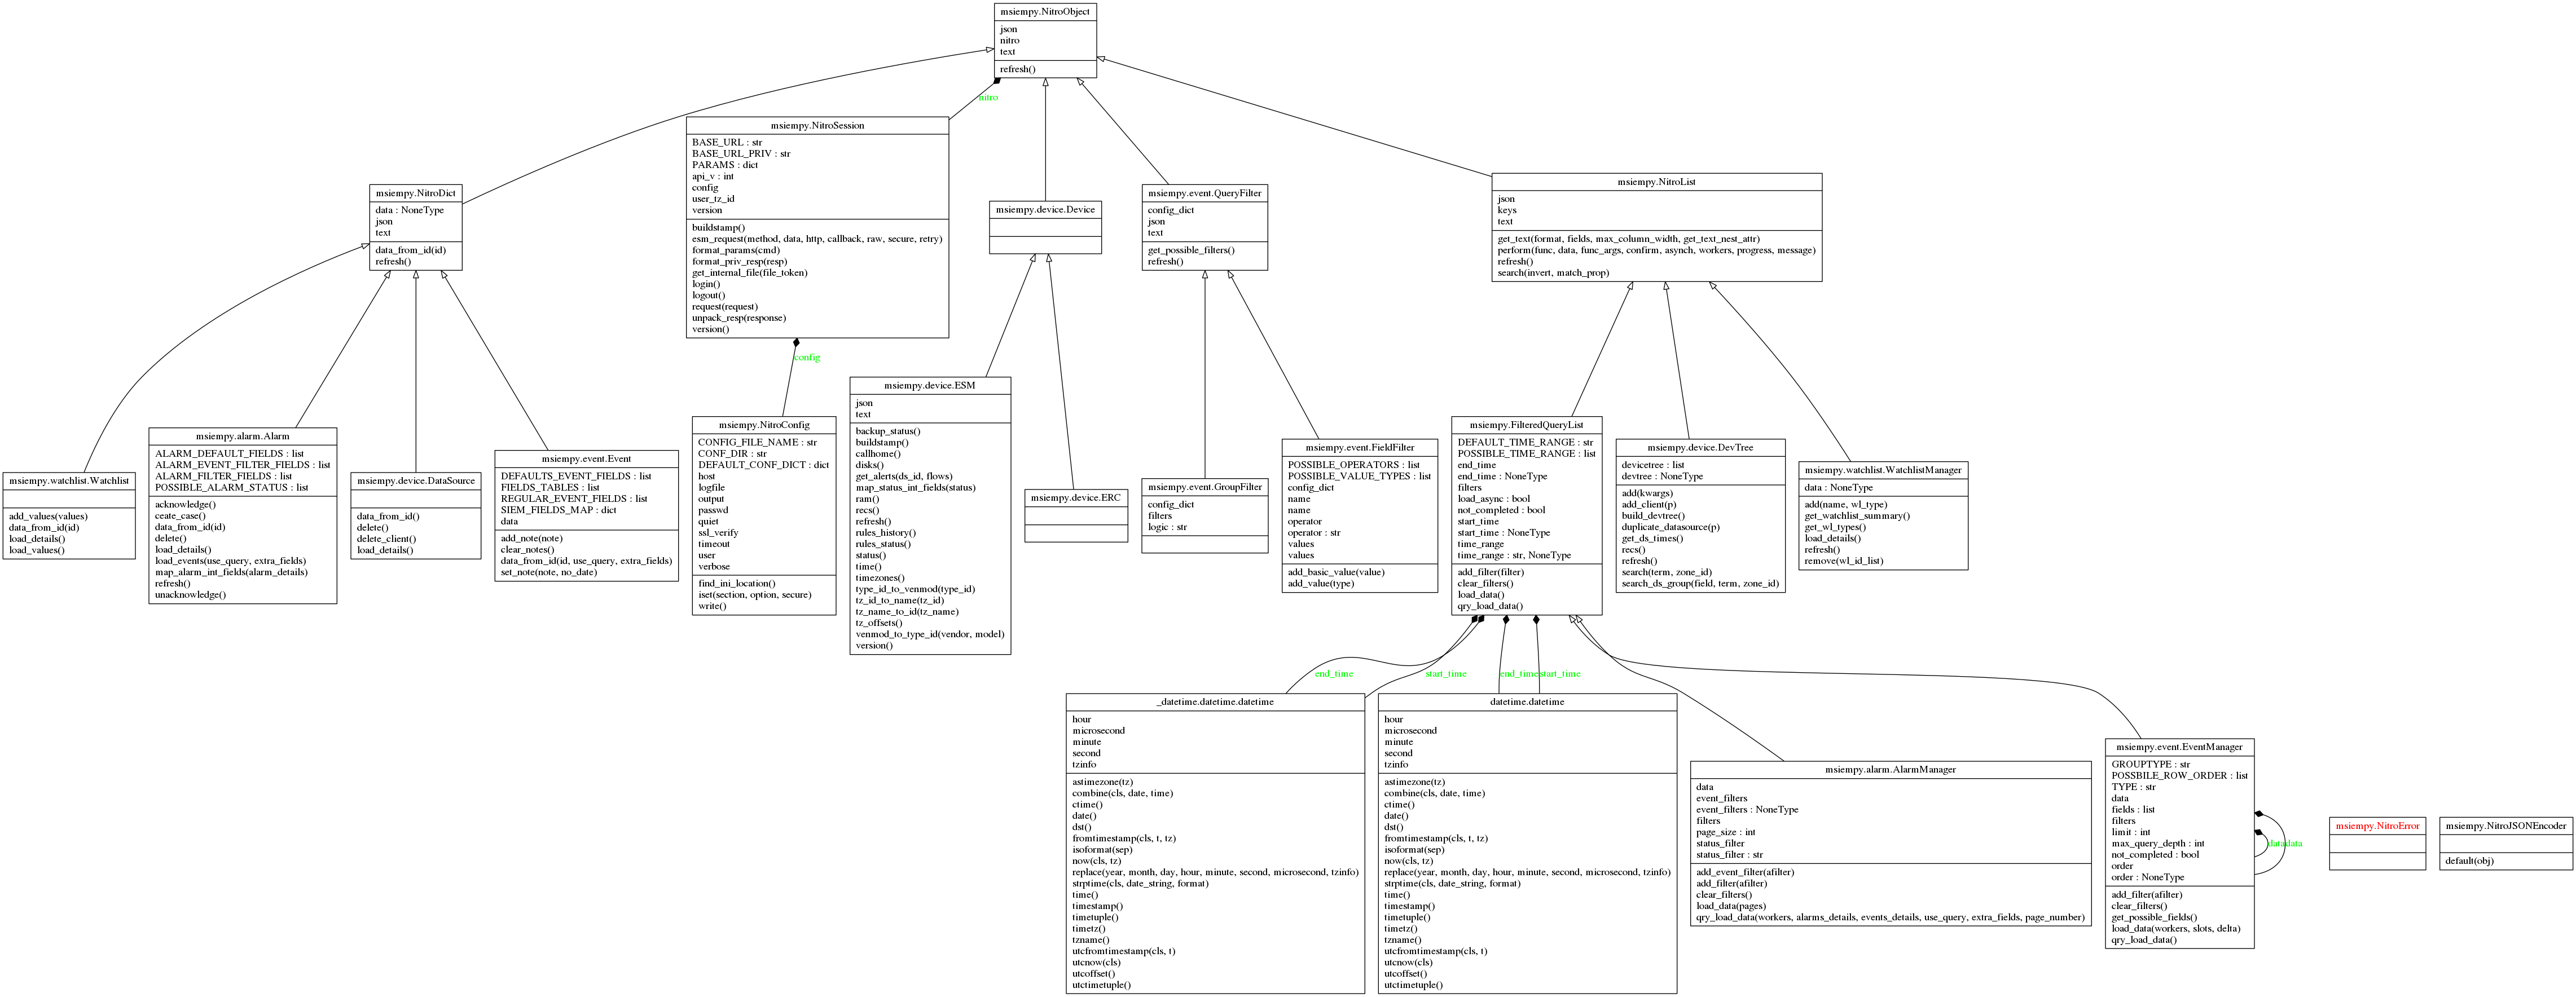 msiempy.NitroObject
json
nitro
text
refresh()
nitro
msiempy.NitroSession
BASE_URL : str
BASE_URL_PRIV : str
PARAMS : dict
api_v : int
config
user_tz_id
version
buildstamp()
esm_request(method, data, http, callback, raw, secure, retry)
format_params(cmd)
format_priv_resp(resp)
get_internal_file(file_token)
login()
logout()
request(request)
unpack_resp(response)
version()
config
msiempy.NitroDict
data : NoneType
json
text
data_from_id(id)
refresh()
msiempy.device.Device
msiempy.event.QueryFilter
config_dict
json
text
get_possible_filters()
refresh()
msiempy.NitroList
json
keys
text
get_text(format, fields, max_column_width, get_text_nest_attr)
perform(func, data, func_args, confirm, asynch, workers, progress, message)
refresh()
search(invert, match_prop)
msiempy.watchlist.Watchlist
add_values(values)
data_from_id(id)
load_details()
load_values()
msiempy.alarm.Alarm
ALARM_DEFAULT_FIELDS : list
ALARM_EVENT_FILTER_FIELDS : list
ALARM_FILTER_FIELDS : list
POSSIBLE_ALARM_STATUS : list
acknowledge()
ceate_case()
data_from_id(id)
delete()
load_details()
load_events(use_query, extra_fields)
map_alarm_int_fields(alarm_details)
refresh()
unacknowledge()
msiempy.device.DataSource
data_from_id()
delete()
delete_client()
load_details()
msiempy.event.Event
DEFAULTS_EVENT_FIELDS : list
FIELDS_TABLES : list
REGULAR_EVENT_FIELDS : list
SIEM_FIELDS_MAP : dict
data
add_note(note)
clear_notes()
data_from_id(id, use_query, extra_fields)
set_note(note, no_date)
msiempy.NitroConfig
CONFIG_FILE_NAME : str
CONF_DIR : str
DEFAULT_CONF_DICT : dict
host
logfile
output
passwd
quiet
ssl_verify
timeout
user
verbose
find_ini_location()
iset(section, option, secure)
write()
msiempy.device.ESM
json
text
backup_status()
buildstamp()
callhome()
disks()
get_alerts(ds_id, flows)
map_status_int_fields(status)
ram()
recs()
refresh()
rules_history()
rules_status()
status()
time()
timezones()
type_id_to_venmod(type_id)
tz_id_to_name(tz_id)
tz_name_to_id(tz_name)
tz_offsets()
venmod_to_type_id(vendor, model)
version()
msiempy.device.ERC
msiempy.event.GroupFilter
config_dict
filters
logic : str
msiempy.event.FieldFilter
POSSIBLE_OPERATORS : list
POSSIBLE_VALUE_TYPES : list
config_dict
name
name
operator
operator : str
values
values
add_basic_value(value)
add_value(type)
msiempy.FilteredQueryList
DEFAULT_TIME_RANGE : str
POSSIBLE_TIME_RANGE : list
end_time
end_time : NoneType
filters
load_async : bool
not_completed : bool
start_time
start_time : NoneType
time_range
time_range : str, NoneType
add_filter(filter)
clear_filters()
load_data()
qry_load_data()
msiempy.device.DevTree
devicetree : list
devtree : NoneType
add(kwargs)
add_client(p)
build_devtree()
duplicate_datasource(p)
get_ds_times()
recs()
refresh()
search(term, zone_id)
search_ds_group(field, term, zone_id)
msiempy.watchlist.WatchlistManager
data : NoneType
add(name, wl_type)
get_watchlist_summary()
get_wl_types()
load_details()
refresh()
remove(wl_id_list)
end_time
start_time
end_time
start_time
_datetime.datetime.datetime
hour
microsecond
minute
second
tzinfo
astimezone(tz)
combine(cls, date, time)
ctime()
date()
dst()
fromtimestamp(cls, t, tz)
isoformat(sep)
now(cls, tz)
replace(year, month, day, hour, minute, second, microsecond, tzinfo)
strptime(cls, date_string, format)
time()
timestamp()
timetuple()
timetz()
tzname()
utcfromtimestamp(cls, t)
utcnow(cls)
utcoffset()
utctimetuple()
datetime.datetime
hour
microsecond
minute
second
tzinfo
astimezone(tz)
combine(cls, date, time)
ctime()
date()
dst()
fromtimestamp(cls, t, tz)
isoformat(sep)
now(cls, tz)
replace(year, month, day, hour, minute, second, microsecond, tzinfo)
strptime(cls, date_string, format)
time()
timestamp()
timetuple()
timetz()
tzname()
utcfromtimestamp(cls, t)
utcnow(cls)
utcoffset()
utctimetuple()
msiempy.alarm.AlarmManager
data
event_filters
event_filters : NoneType
filters
page_size : int
status_filter
status_filter : str
add_event_filter(afilter)
add_filter(afilter)
clear_filters()
load_data(pages)
qry_load_data(workers, alarms_details, events_details, use_query, extra_fields, page_number)
msiempy.event.EventManager
GROUPTYPE : str
POSSBILE_ROW_ORDER : list
TYPE : str
data
fields : list
filters
limit : int
max_query_depth : int
not_completed : bool
order
order : NoneType
add_filter(afilter)
clear_filters()
get_possible_fields()
load_data(workers, slots, delta)
qry_load_data()
data
data
msiempy.NitroError
msiempy.NitroJSONEncoder
default(obj)